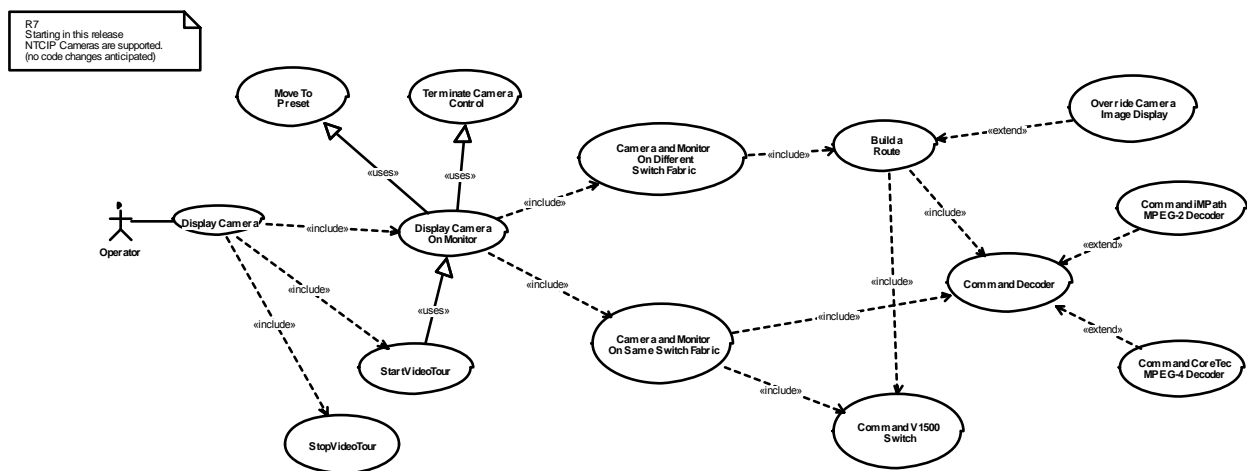 R7
Starting in this release
NTCIP Cameras are supported.
(no code changes anticipated)
Move To
Preset
Terminate Camera
Control
Override Camera
Image Display
Camera and Monitor
On Different
Switch Fabric
Build a
Route
«include»
«extend»
«uses»
«uses»
«include»
«include»
Command iMPath
MPEG-2 Decoder
Display Camera
«include»
Display Camera
On Monitor
Operator
«extend»
«include»
«include»
«include»
Command Decoder
«include»
«uses»
«include»
«include»
«extend»
Camera and Monitor
On Same Switch Fabric
StartVideoTour
Command CoreTec
MPEG-4 Decoder
«include»
StopVideoTour
Command V1500
Switch